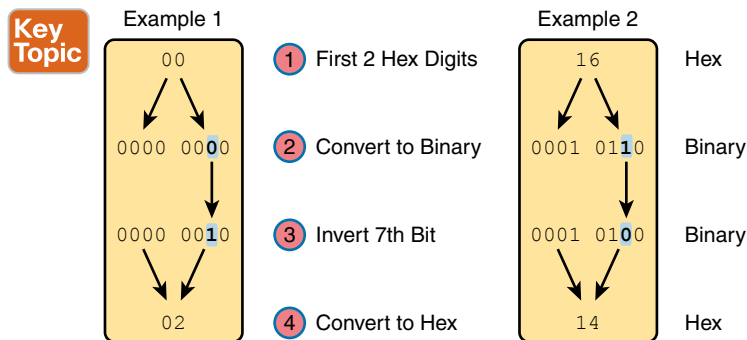 Key
Topic
Example 1
Example 2
00
1 First 2 Hex Digits
16
Hex
0000 0000
2 Convert to Binary
0001 0110
Binary
0000 0010
3 Invert 7th Bit
0001 0100
Binary
02
4 Convert to Hex
14
Hex